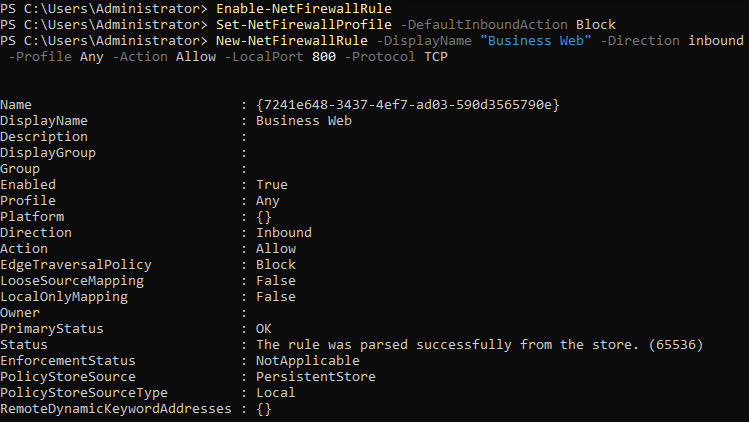 PS C:\Users\Administrator> Enable-NetFirewallRule
PS C:\Users\Administrator> Set-NetFirewallProfile -DefaultInboundAction Block
PS C:\Users\Administrator> New-NetFirewallRule -DisplayName "Business Web" -Direction inbound
-Profile Any -Action Allow -LocalPort 800 -Protocol TCP
Name : {7241e648-3437-4ef7-ad03-590d3565790e}
DisplayName : Business Web
Description :
DisplayGroup :
Group :
Enabled : True
Profile : Any
Platform : {}
Direction : Inbound
Action : Allow
EdgeTraversalPolicy : Block
LooseSourceMapping : False
LocalOnlyMapping : False
Owner :
PrimaryStatus : OK
Status : The rule was parsed successfully from the store. (65536)
EnforcementStatus : NotApplicable
PolicyStoreSource : PersistentStore
PolicyStoreSourceType : Local
RemoteDynamicKeywordAddresses : {}